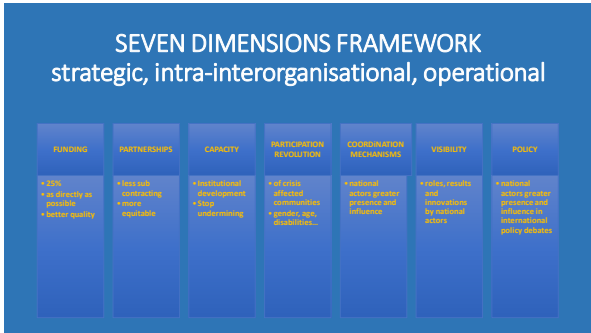 SEVEN DIMENSIONS FRAMEWORK
strategic, intra-interorganisational, operational
FUNDING
• 25%
• as directly as
possible
• better quality
PARTNERSHIPS
• less sub
contracting
• more
equitable
CAPACITY
• Institutional
development
• Stop
undermining
PARTICIPATION
REVOLUTION
• of crisis
affected
communities
• gender, age,
disabilities...
COORDINATION
MECHANISMS
• national
actors greater
presence and
influence
VISIBILITY
• roles, results
and
innovations
by national
actors
POLICY
• national
actors greater
presence and
influence in
international
policy debates